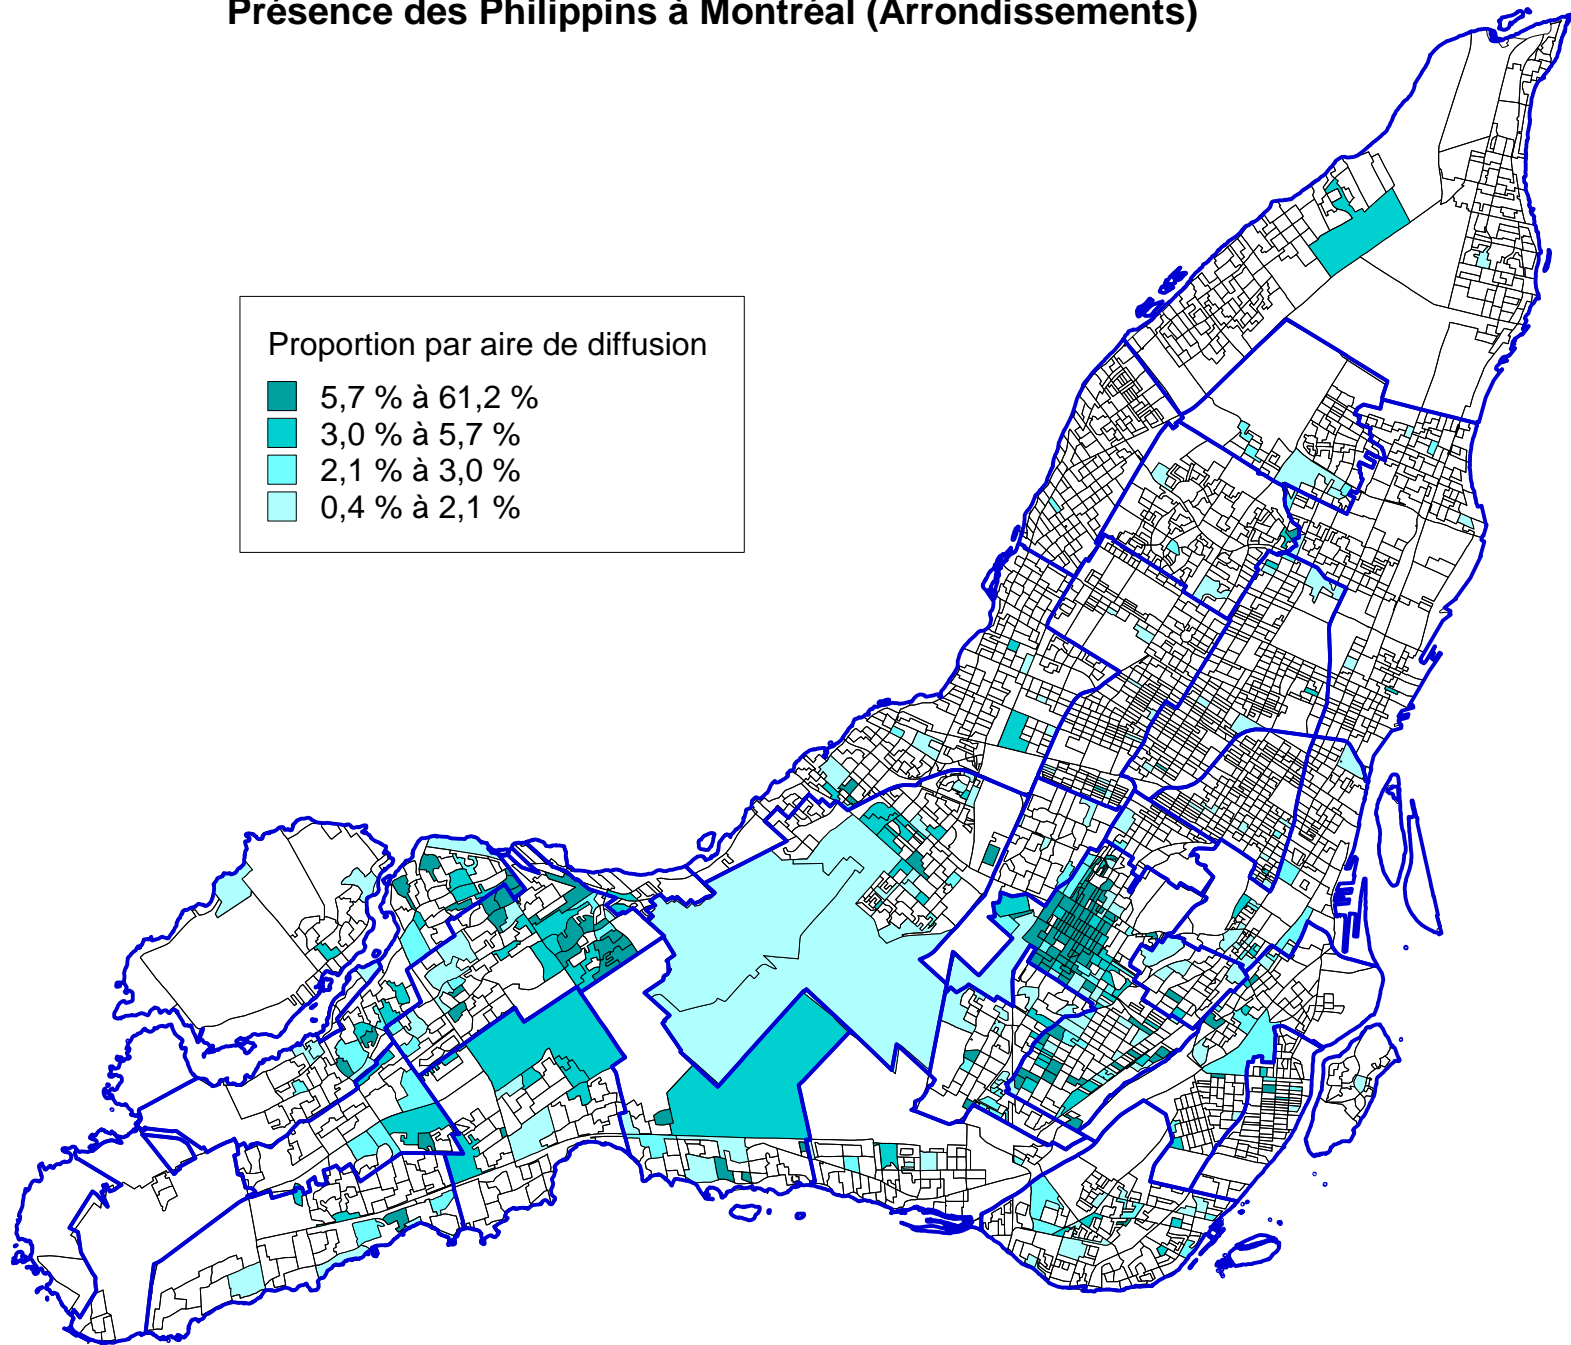 Présence des Philippins à Montréal (Arrondissements)
Proportion par aire de diffusion
5,7 % à 61,2 %
3,0 % à 5,7 %
2,1 % à 3,0 %
0,4 % à 2,1 %